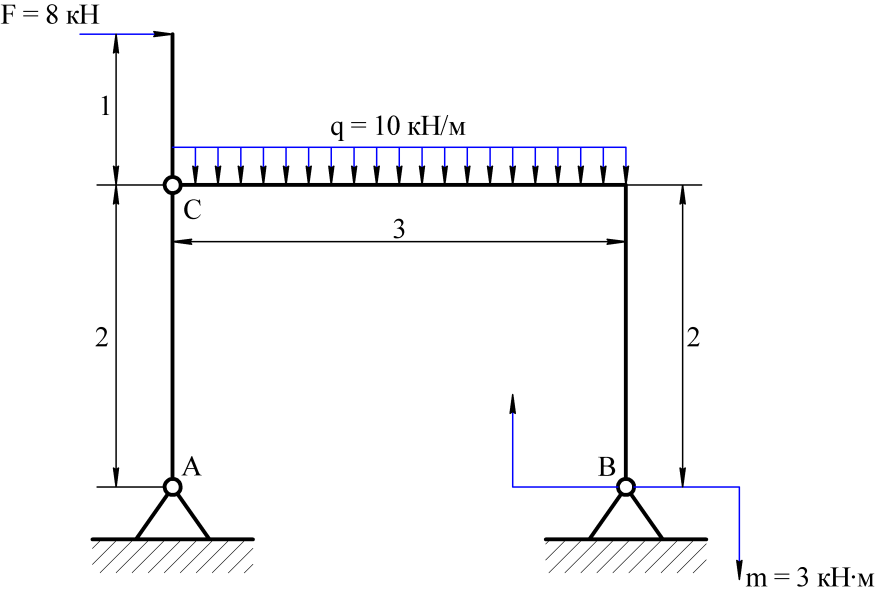 F = 8 кН
1
q = 10 кН/м
C
3
2
2
A
B
m = 3 кН·м